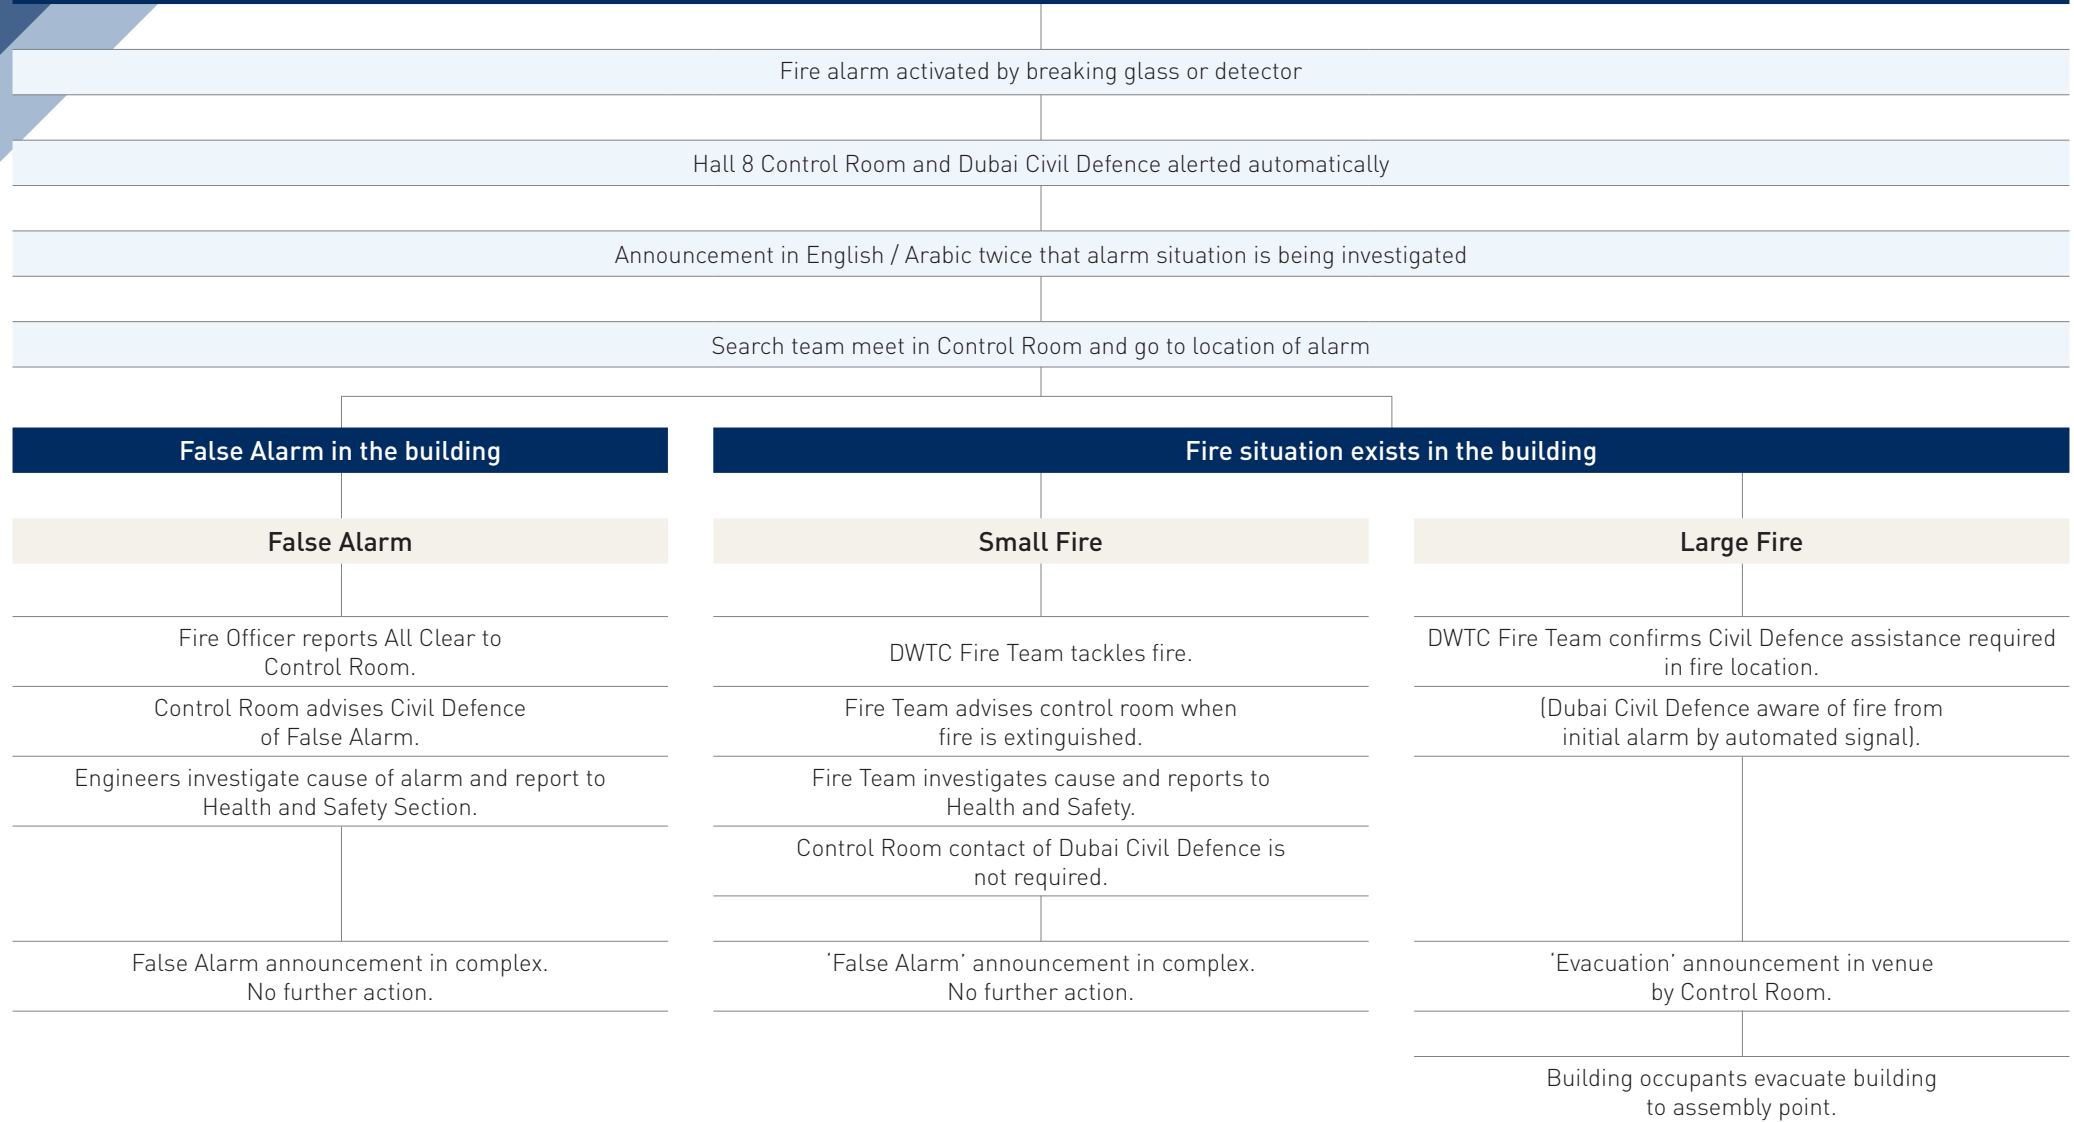 Fire alarm activated by breaking glass or detector
Hall 8 Control Room and Dubai Civil Defence alerted automatically
Announcement in English / Arabic twice that alarm situation is being investigated
Search team meet in Control Room and go to location of alarm
False Alarm in the building
Fire situation exists in the building
False Alarm
Small Fire
Large Fire
Fire Officer reports All Clear to
Control Room.
Control Room advises Civil Defence
of False Alarm.
Engineers investigate cause of alarm and report to
Health and Safety Section.
False Alarm announcement in complex.
No further action.
DWTC Fire Team tackles fire.
Fire Team advises control room when
fire is extinguished.
Fire Team investigates cause and reports to
Health and Safety.
Control Room contact of Dubai Civil Defence is
not required.
‘False Alarm’ announcement in complex.
No further action.
DWTC Fire Team confirms Civil Defence assistance required
in fire location.
(Dubai Civil Defence aware of fire from
initial alarm by automated signal).
‘Evacuation’ announcement in venue
by Control Room.
Building occupants evacuate building
to assembly point.